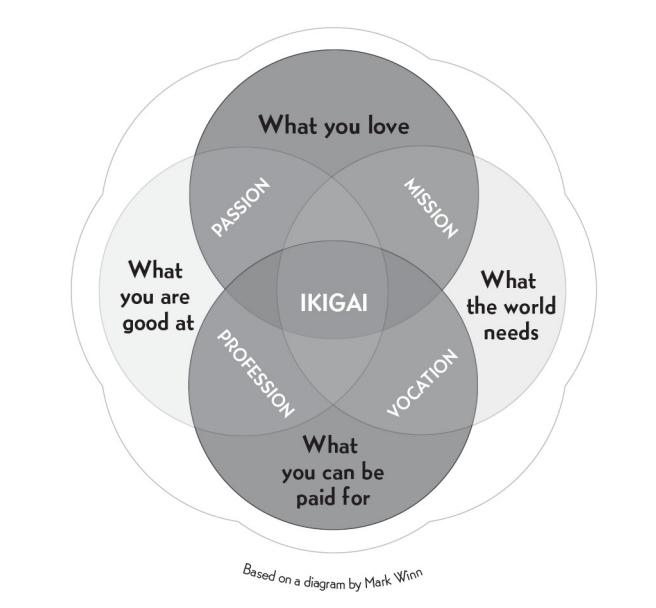 What you love
PASSION
MISSION
What
you are
good at
IKIGAI
What
the world
needs
PROFESSION
VOCATION
What
you can be
paid for
Based on a diagram by Mark Winn